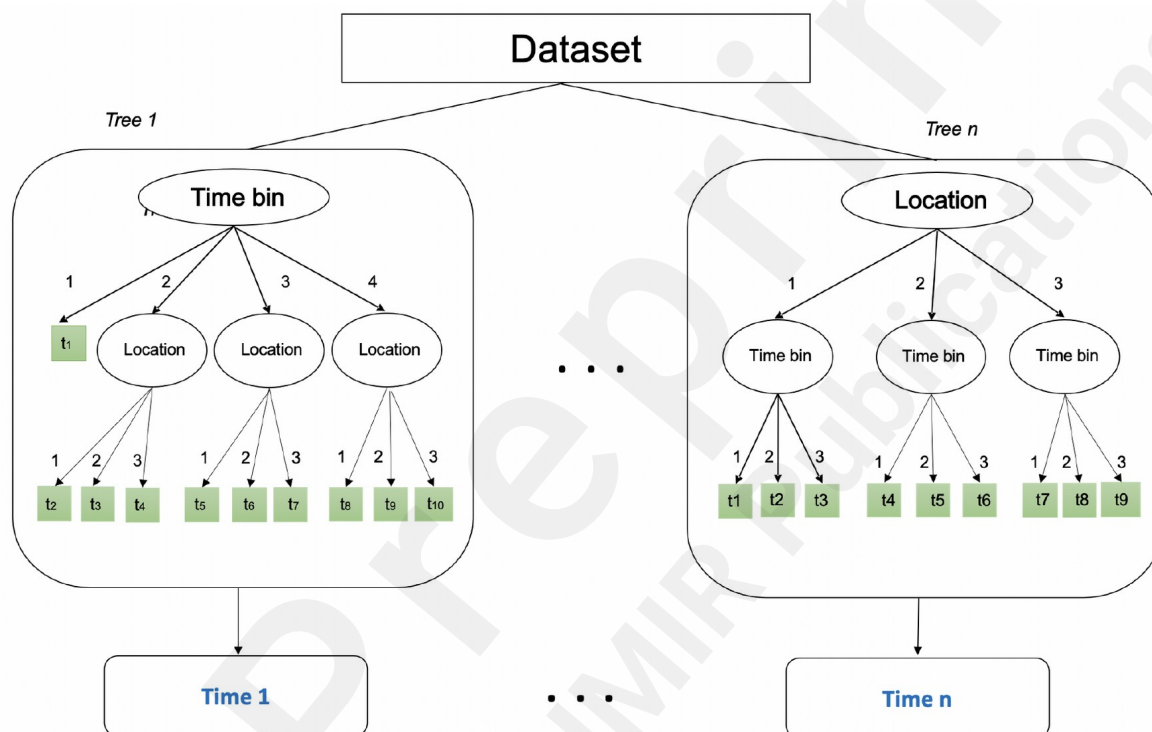 Dataset
Tree 1
Tree n
Time bin
Location
1 2 3 4
1 2 3
t1
Location
Location
Location
Time bin
Time bin
Time bin
1 2 3
1 2 3
1 2 3
1 2 3
1 2 3
1 2 3
t2 t3 t4
t5 t6 t7
t8 t9 t10
t1 t2 t3
t4 t5 t6
t7 t8 t9
. . .
Time 1
. . .
Time n
Preprint
JMIR Publications